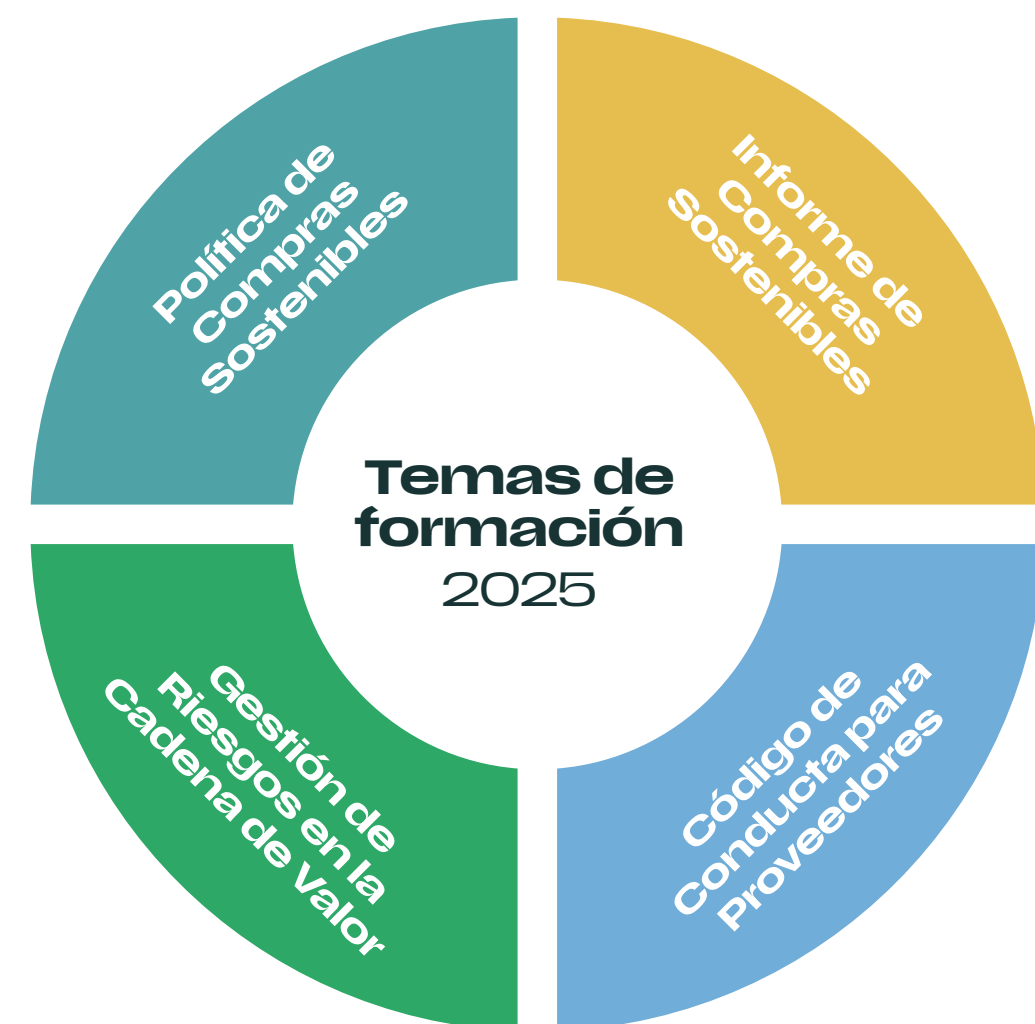 Política de
Compras
Sostenibles
Informe de
Compras
Sostenibles
Temas de
formación
2025
Gestión de
Riesgos en la
Cadena de Valor
Código de
Conducta para
Proveedores